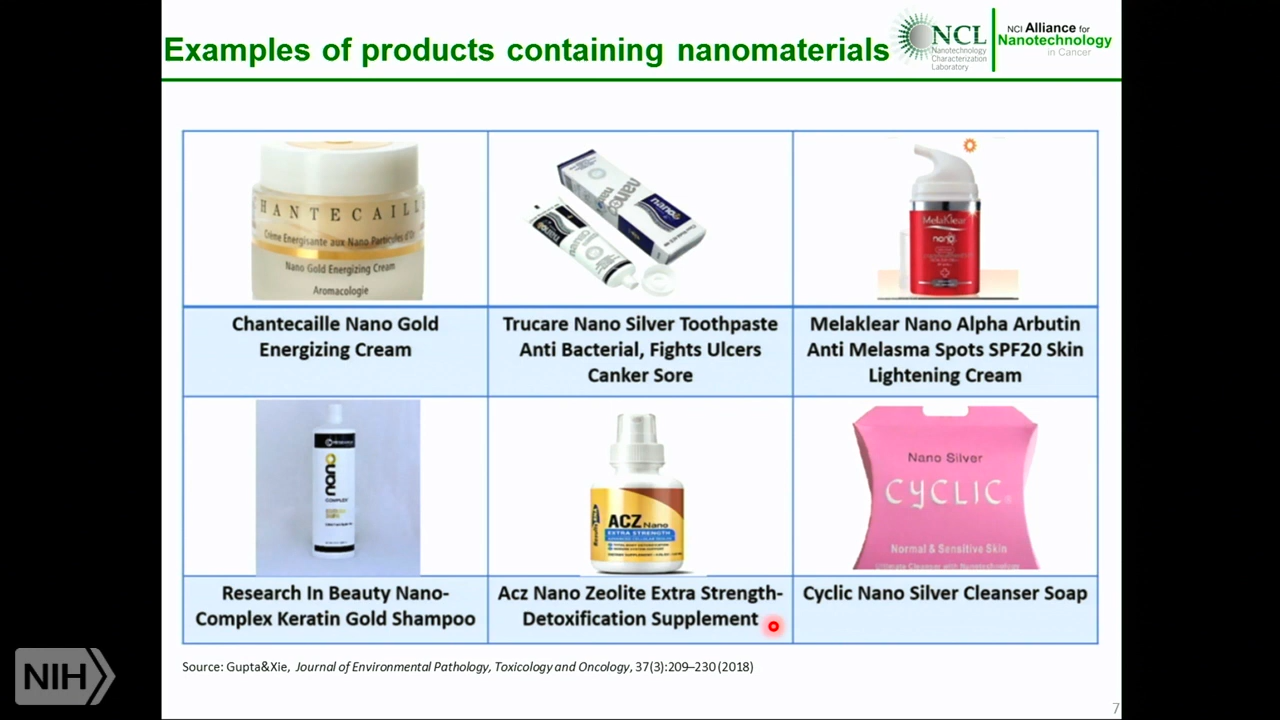 Examples of products containing nanomaterials
NCL
Nanotechnology
Characterization
Laboratory
NCI Alliance for
Nanotechnology
in Cancer
CHANTECAILLE
Crème Energisante aux Nano Particules d'Or
Nano Gold Energizing Cream
Aromacologie
nano
MelaKlear
nano
Chantecaille Nano Gold
Energizing Cream
Trucare Nano Silver Toothpaste
Anti Bacterial, Fights Ulcers
Canker Sore
Melaklear Nano Alpha Arbutin
Anti Melasma Spots SPF20 Skin
Lightening Cream
nano
COMPLEX
ACZ Nano
EXTRA STRENGTH
Nano Silver
CYCLIC
Normal & Sensitive Skin
Ultimate Cleanser with Nanotechnology
Research In Beauty Nano-
Complex Keratin Gold Shampoo
Acz Nano Zeolite Extra Strength-
Detoxification Supplement
Cyclic Nano Silver Cleanser Soap
Source: Gupta&Xie, Journal of Environmental Pathology, Toxicology and Oncology, 37(3):209–230 (2018)
NIH
7